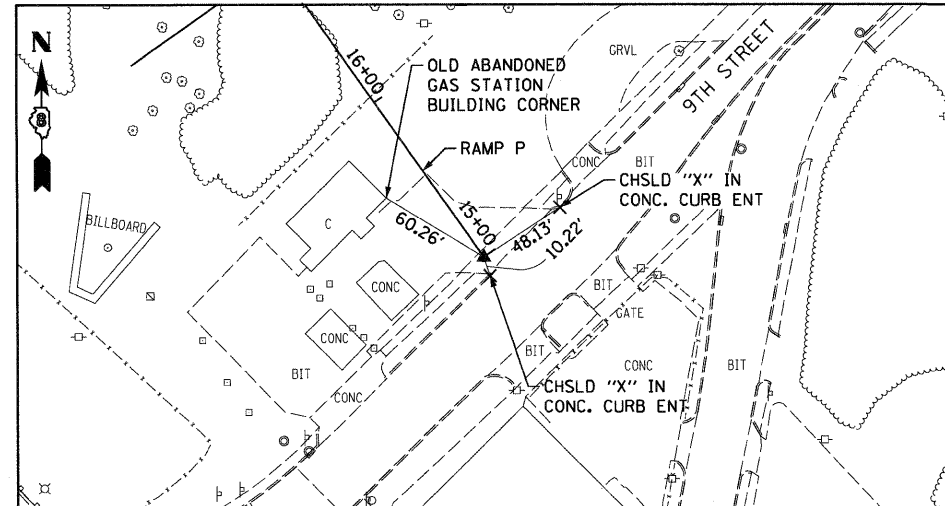 N
8
16+00
OLD ABANDONED
GAS STATION
BUILDING CORNER
GRVL
9TH STREET
RAMP P
CONC
BIT
CHSLD "X" IN
CONC. CURB ENT
15+00
60.26'
48.13'
10.22'
BILLBOARD
C
CONC
CONC
BIT
GATE
BIT
CONC
BIT
BIT
CONC
CHSLD "X" IN
CONC. CURB ENT